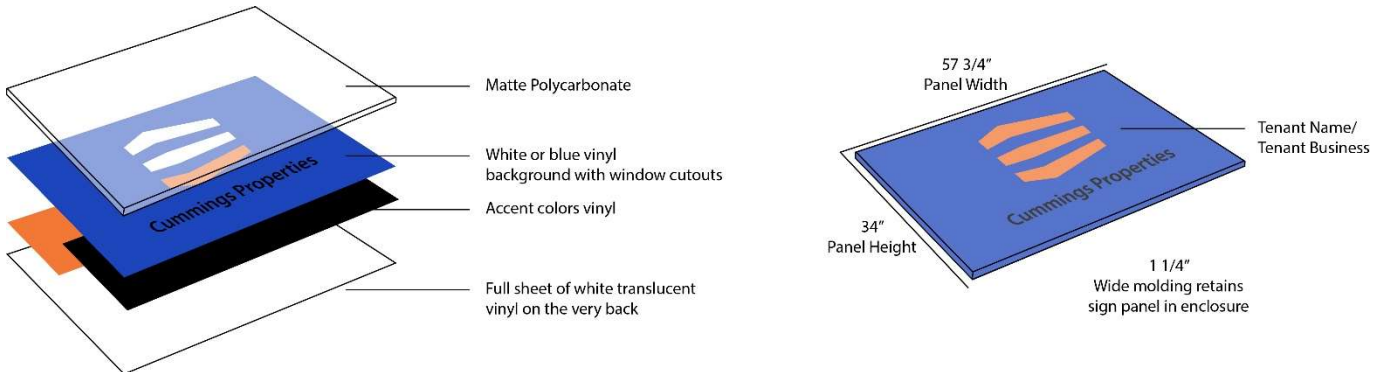 Matte Polycarbonate
White or blue vinyl
background with window cutouts
Accent colors vinyl
Full sheet of white translucent
vinyl on the very back
Cummings Properties
57 3/4"
Panel Width
Tenant Name/
Tenant Business
Cummings Properties
34"
Panel Height
1 1/4"
Wide molding retains
sign panel in enclosure